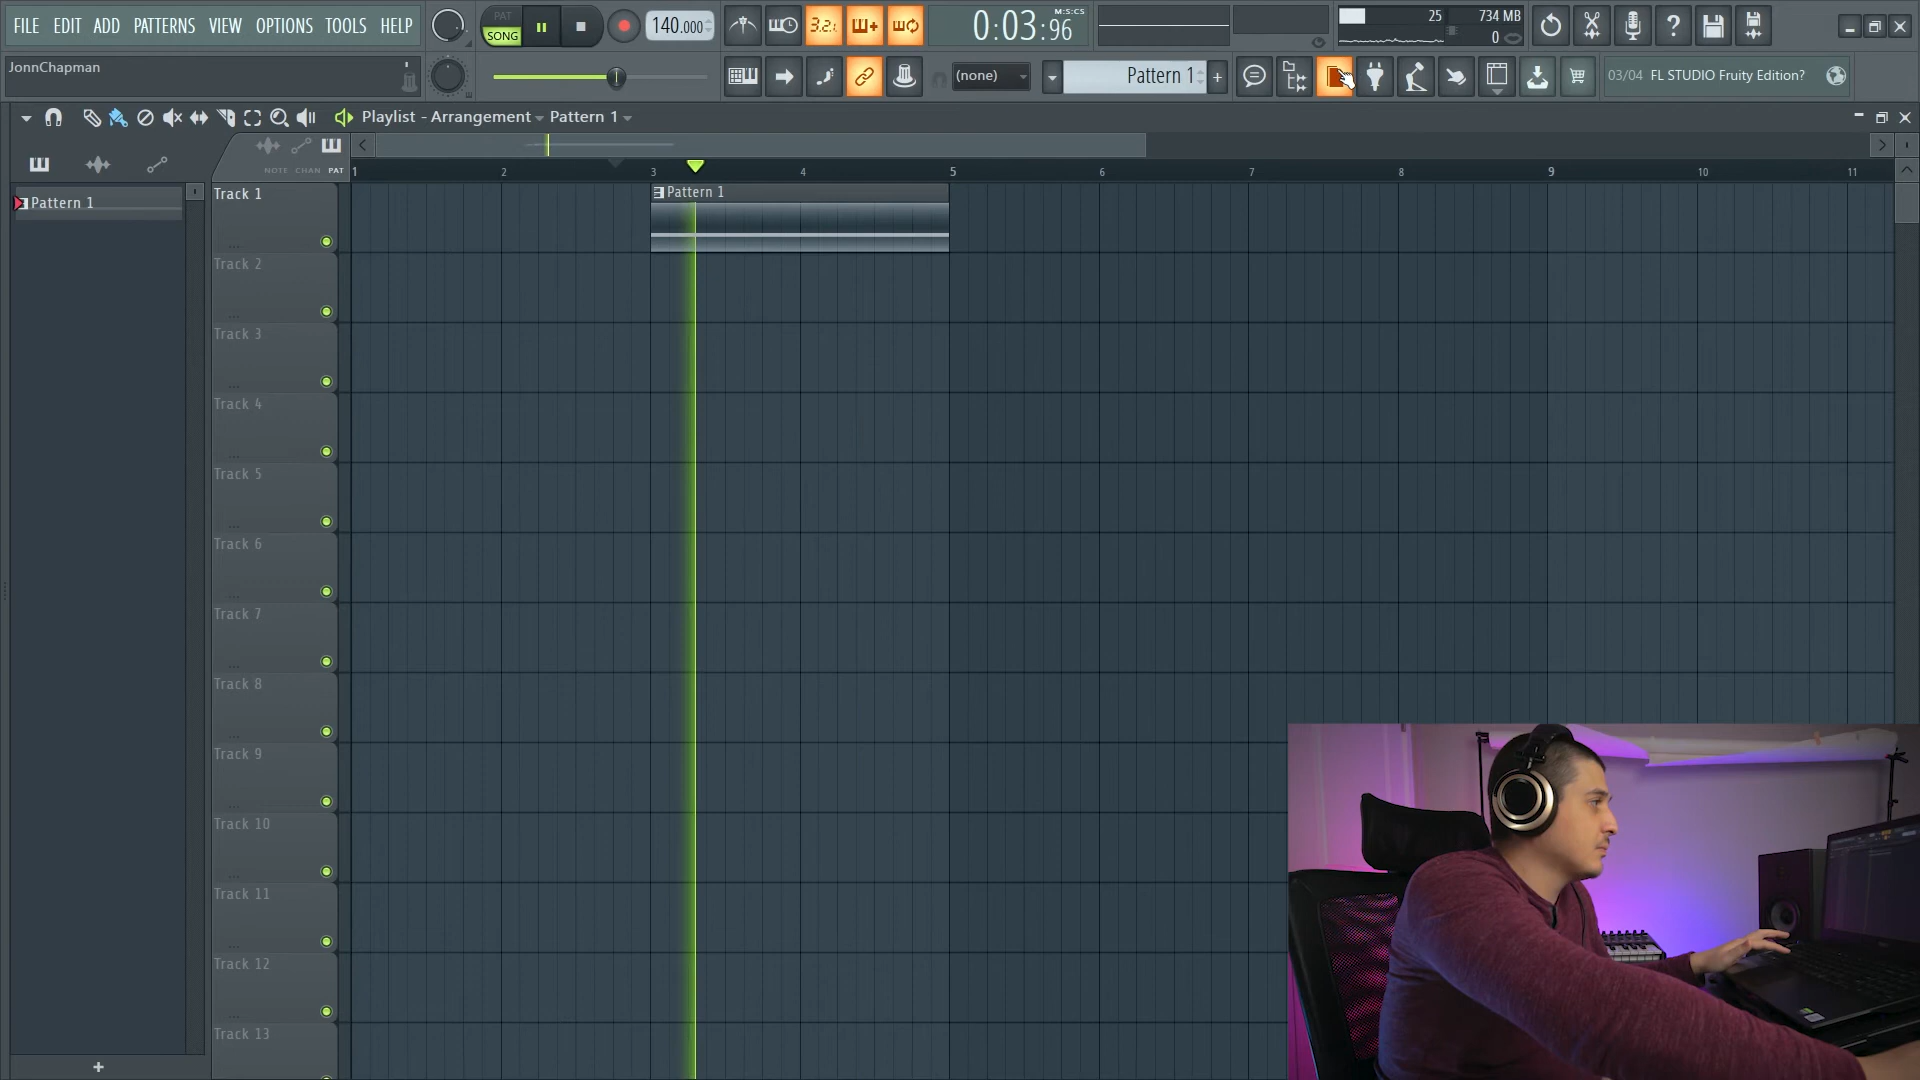 FILE EDIT ADD PATTERNS VIEW OPTIONS TOOLS HELP
PAT
SONG
140.000
3.2.1
0:03:96
M:S:CS
25
734 MB
0
JonnChapman
(none)
Pattern 1
03/04 FL STUDIO Fruity Edition?
Playlist - Arrangement
Pattern 1
NOTE CHAN PAT
1 2 3 4 5 6 7 8 9 10 11
Pattern 1
Track 1
Pattern 1
Track 2
Track 3
Track 4
Track 5
Track 6
Track 7
Track 8
Track 9
Track 10
Track 11
Track 12
Track 13